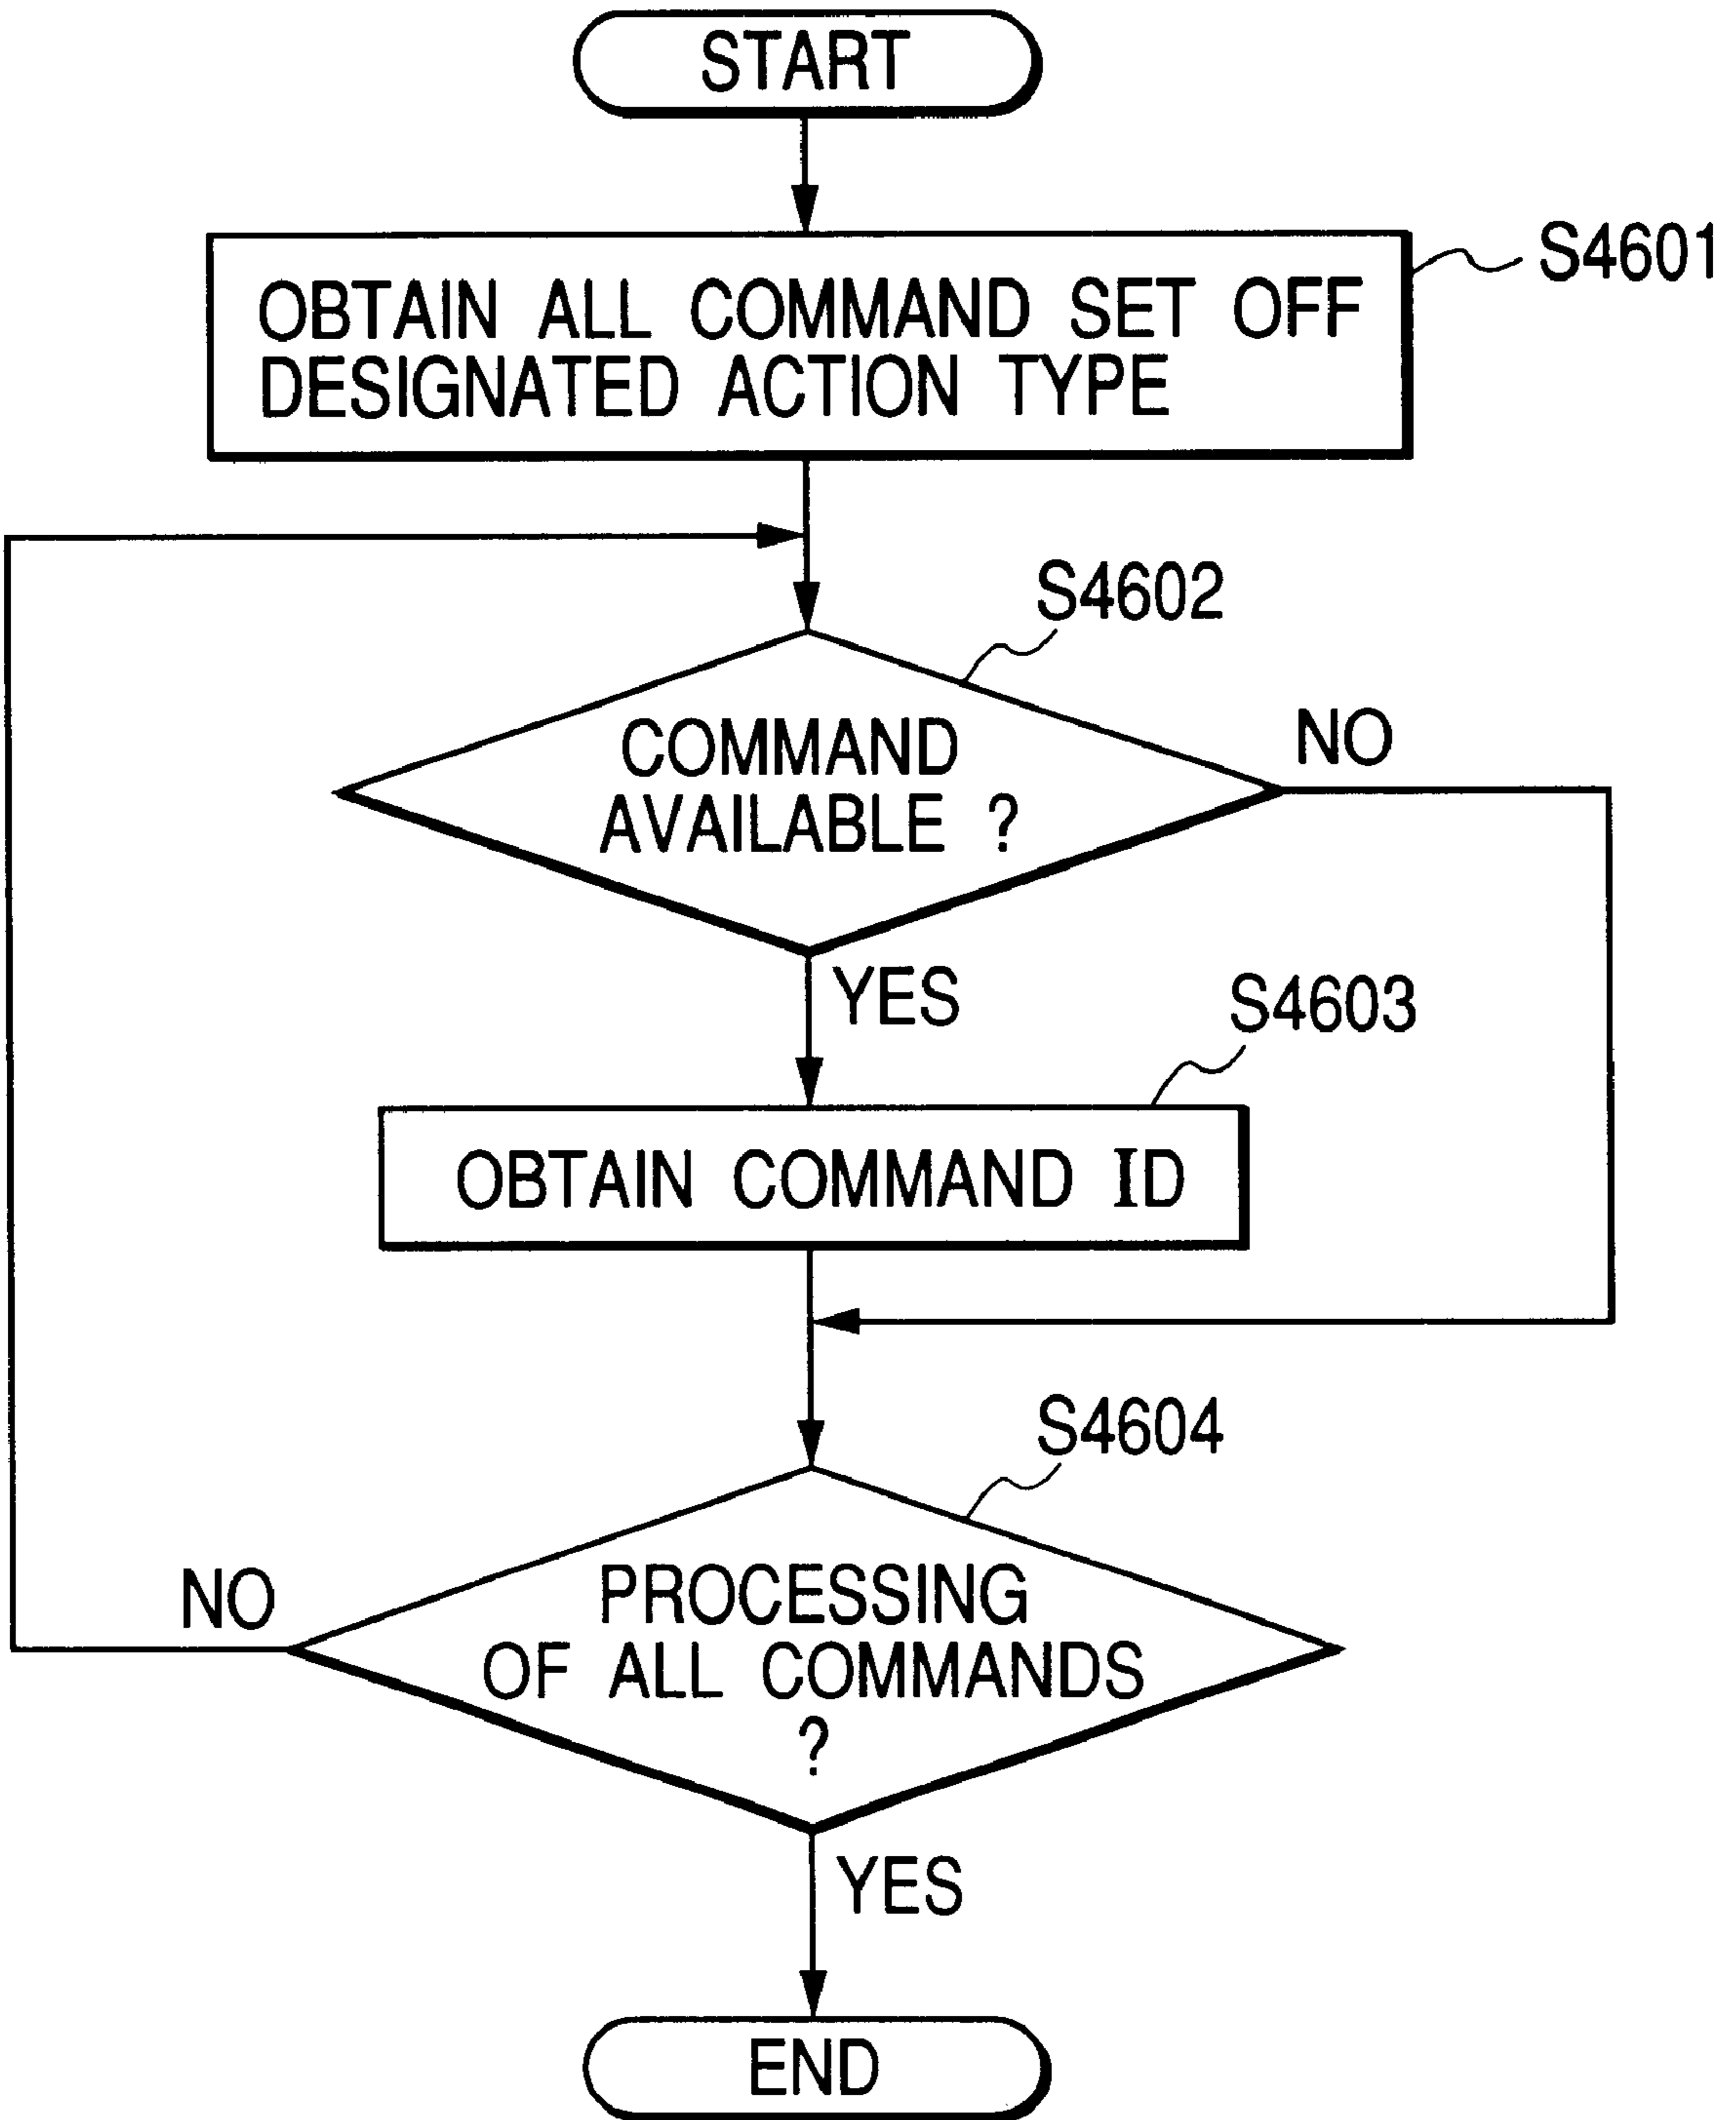 START
S4601
OBTAIN ALL COMMAND SET OFF
DESIGNATED ACTION TYPE
S4602
COMMAND
AVAILABLE ?
NO
YES
S4603
OBTAIN COMMAND ID
S4604
PROCESSING
OF ALL COMMANDS
?
NO
YES
END